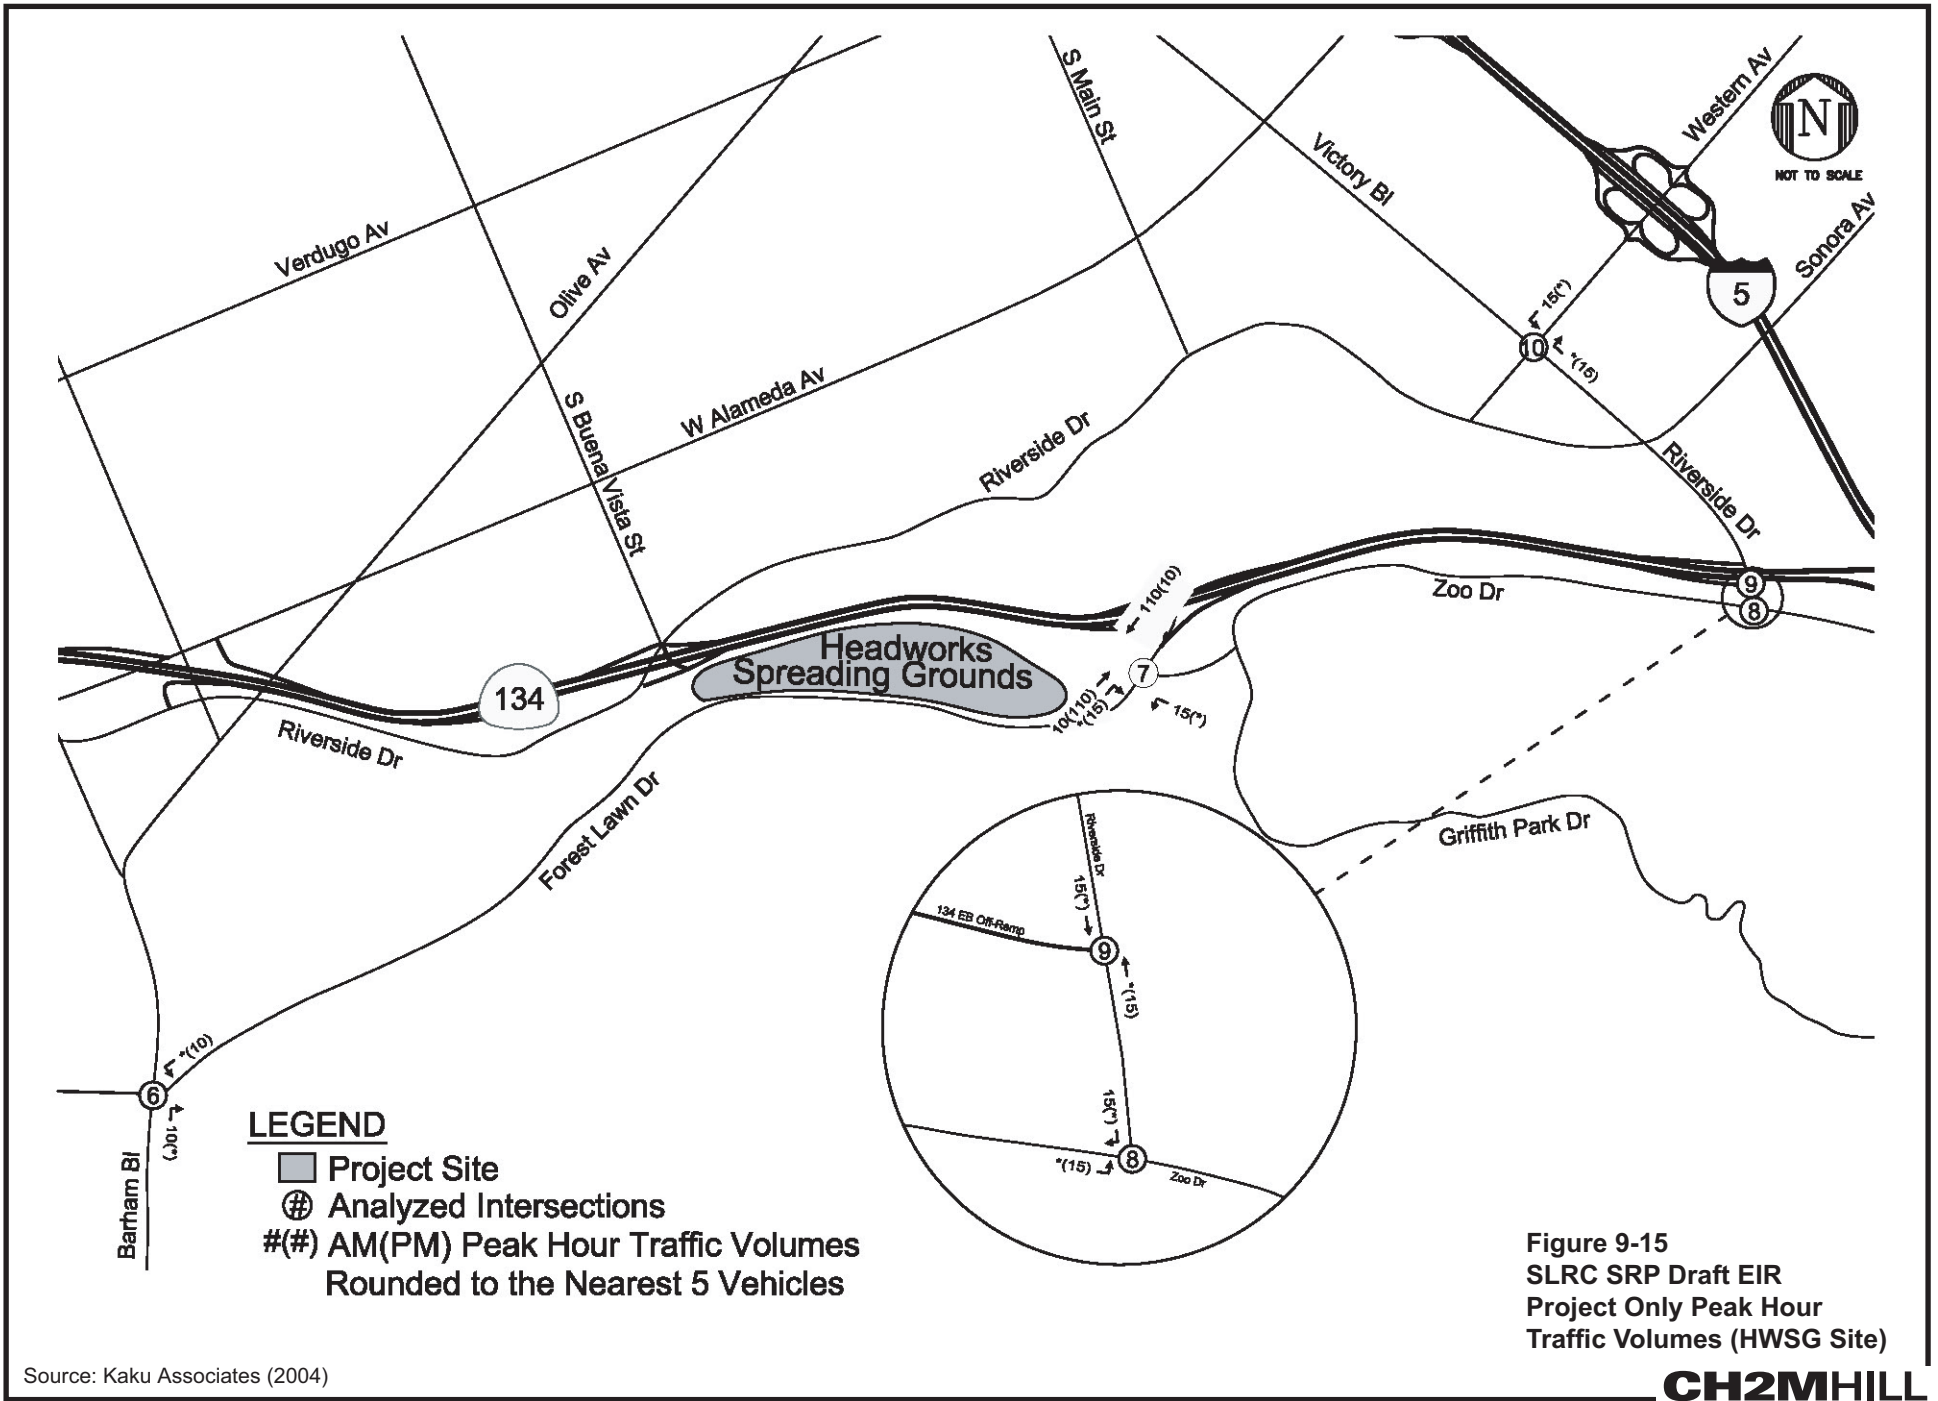 S Main St
Western Av
N
NOT TO SCALE
Victory Bl
Verdugo Av
Olive Av
Sonora Av
5
15(*)
10
*(15)
W Alameda Av
S Buena Vista St
Riverside Dr
Riverside Dr
110(10)
Zoo Dr
9
8
Headworks
Spreading Grounds
7
134
10(110)
*(15)
15(*)
Riverside Dr
Forest Lawn Dr
Griffith Park Dr
Riverside Dr
15(*)
134 EB Off-Ramp
9
*(15)
15(*)
*(15)
8
Zoo Dr
*(10)
6
10(*)
Barham Bl
LEGEND
Project Site
# Analyzed Intersections
#(#) AM(PM) Peak Hour Traffic Volumes
Rounded to the Nearest 5 Vehicles
Figure 9-15
SLRC SRP Draft EIR
Project Only Peak Hour
Traffic Volumes (HWSG Site)
Source: Kaku Associates (2004)
CH2MHILL